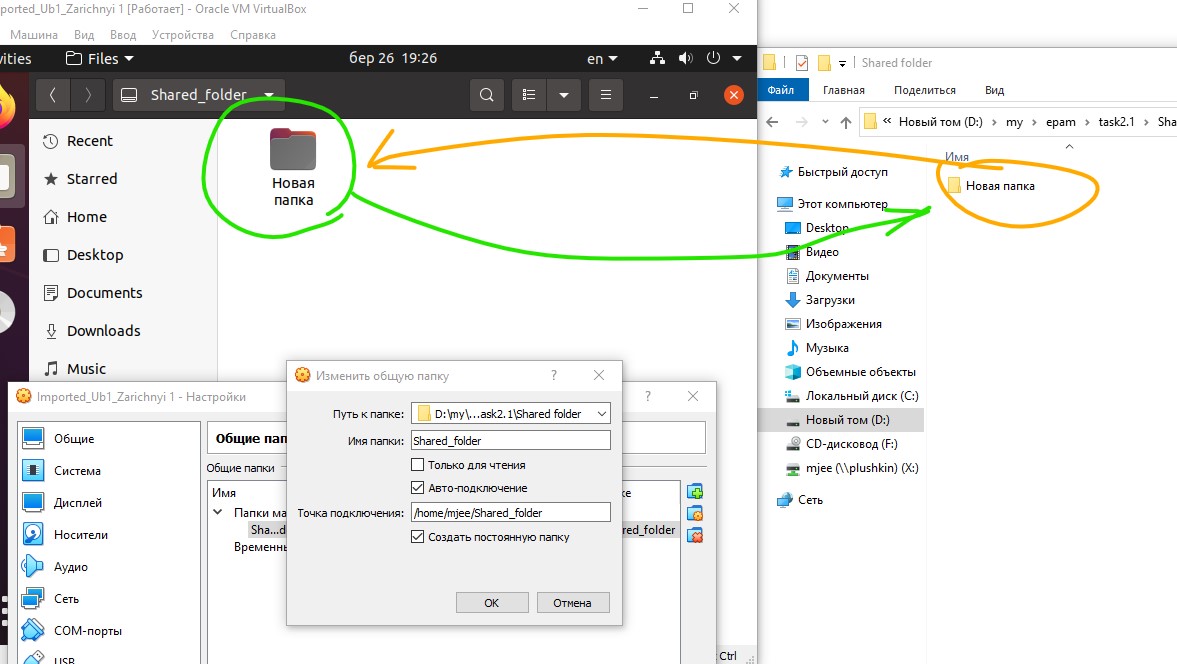 mported_Ub1_Zarichnyi 1 [Работает] - Oracle VM VirtualBox
Машина Вид Ввод Устройства Справка
vities Files бер 26 19:26 en
Shared_folder
Recent
Starred
Home
Desktop
Documents
Downloads
Music
Новая
папка
Shared folder
Файл Главная Поделиться Вид
« Новый том (D:) › my › epam › task2.1 › Sha
Имя
Новая папка
Быстрый доступ
Этот компьютер
Desktop
Видео
Документы
Загрузки
Изображения
Музыка
Объемные объекты
Локальный диск (C:)
Новый том (D:)
CD-дисковод (F:)
mjee (\\plushkin) (X:)
Сеть
Imported_Ub1_Zarichnyi 1 - Настройки ?
Общие
Система
Дисплей
Носители
Аудио
Сеть
COM-порты
USB
Общие пап
Общие папки
Имя
Папки ма
Sha...d
ared_folder
Временны
Изменить общую папку ?
Путь к папке: D:\my\...ask2.1\Shared folder
Имя папки: Shared_folder
Только для чтения
Авто-подключение
Точка подключения: /home/mjee/Shared_folder
Создать постоянную папку
OK Отмена
Ctrl